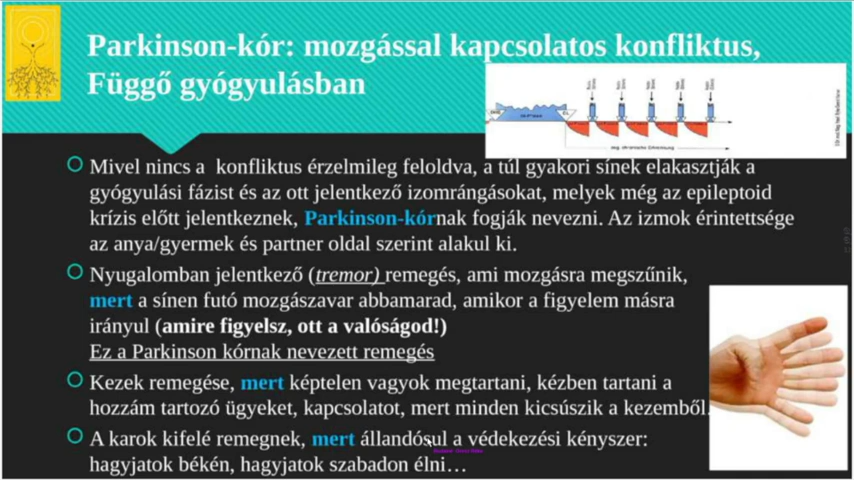 Parkinson-kór: mozgással kapcsolatos konfliktus,
Függő gyógyulásban
Mivel nincs a konfliktus érzelmileg feloldva, a túl gyakori sínek elakasztják a
gyógyulási fázist és az ott jelentkező izomrángásokat, melyek még az epileptoid
krízis előtt jelentkeznek, Parkinson-kórnak fogják nevezni. Az izmok érintettsége
az anya/gyermek és partner oldal szerint alakul ki.
Nyugalomban jelentkező (tremor) remegés, ami mozgásra megszűnik,
mert a sínen futó mozgászavar abbamarad, amikor a figyelem másra
irányul (amire figyelsz, ott a valóságod!)
Ez a Parkinson kórnak nevezett remegés
Kezek remegése, mert képtelen vagyok megtartani, kézben tartani a
hozzám tartozó ügyeket, kapcsolatot, mert minden kicsúszik a kezemből.
A karok kifelé remegnek, mert állandósul a védekezési kényszer:
hagyjatok békén, hagyjatok szabadon élni…